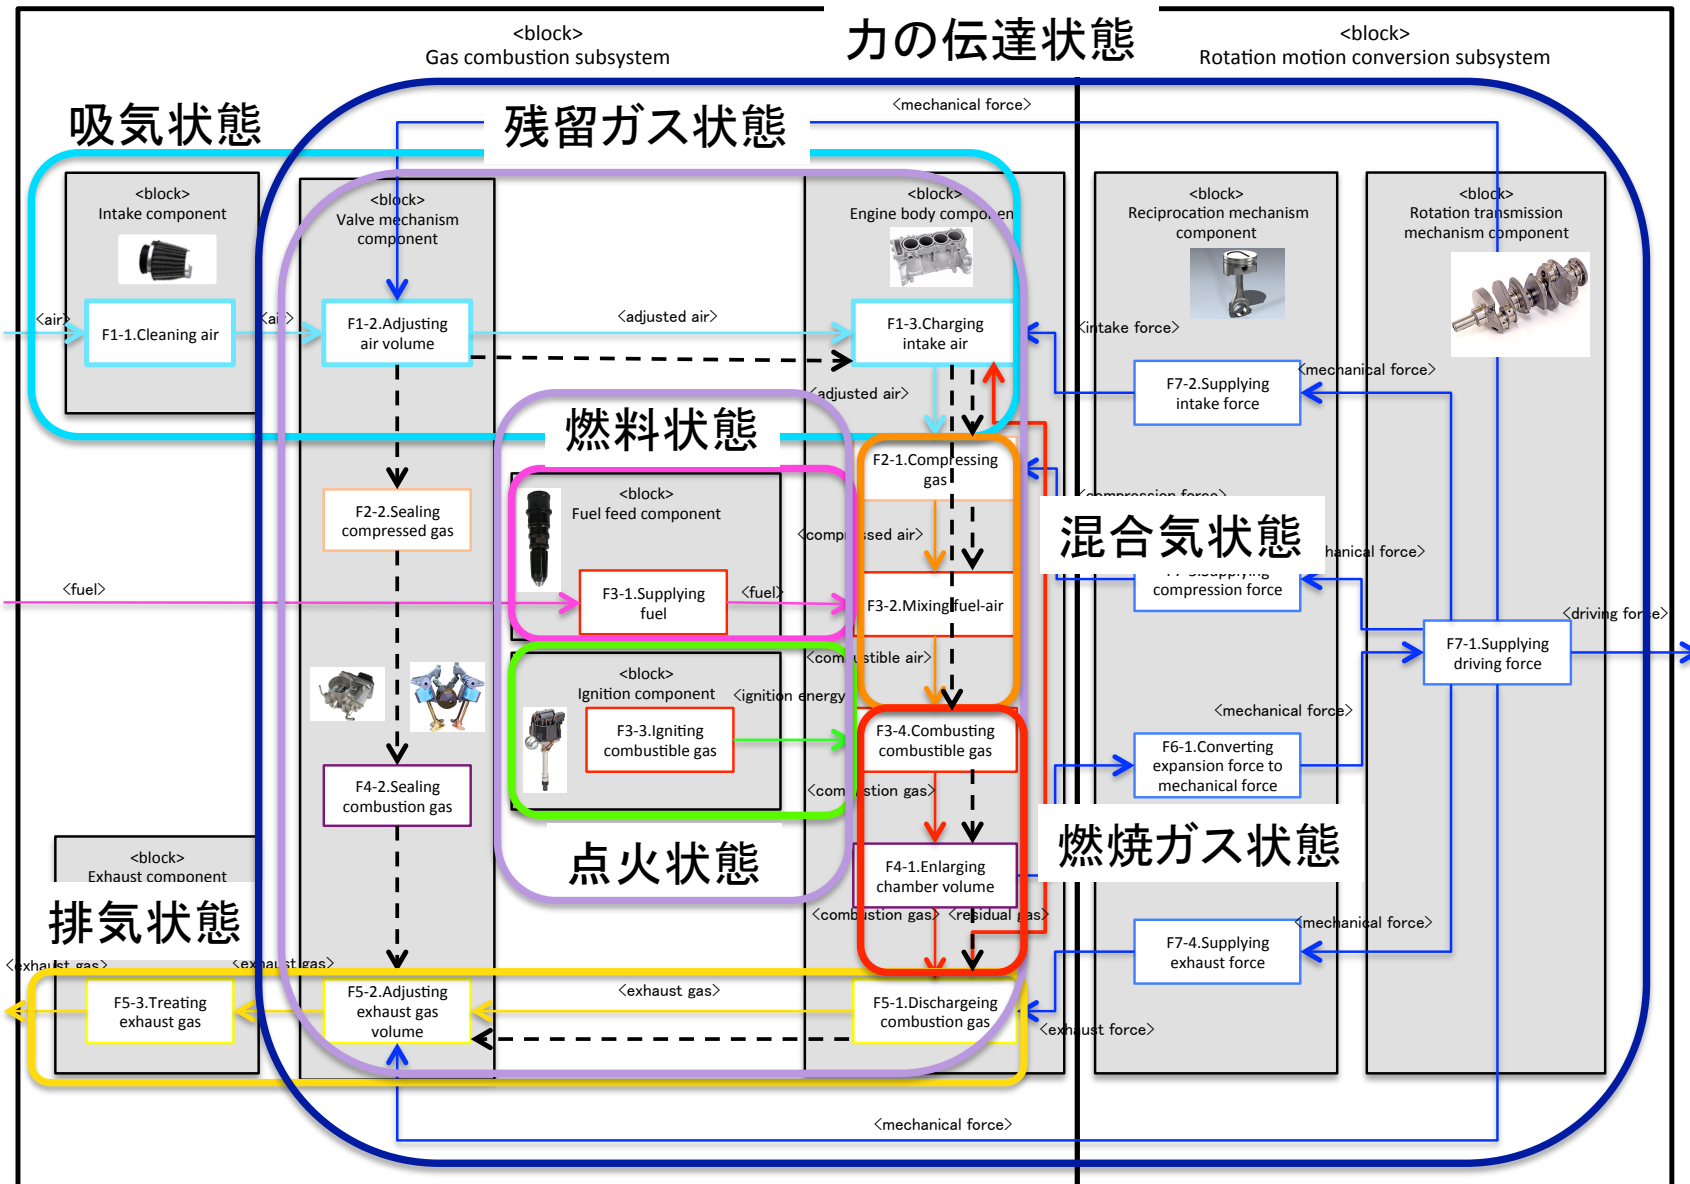 力の伝達状態
<block>
Gas combustion subsystem
<block>
Rotation motion conversion subsystem
吸気状態
残留ガス状態
<mechanical force>
<block>
Intake component
<block>
Valve mechanism
component
<block>
Engine body component
<block>
Reciprocation mechanism
component
<block>
Rotation transmission
mechanism component
<air>
F1-1.Cleaning air
<air>
F1-2.Adjusting
air volume
<adjusted air>
F1-3.Charging
intake air
<intake force>
<adjusted air>
F7-2.Supplying
intake force
<mechanical force>
燃料状態
F2-1.Compressing
gas
<compression force>
<block>
Fuel feed component
F2-2.Sealing
compressed gas
<compressed air>
混合気状態
<mechanical force>
F7-3.Supplying
compression force
<fuel>
F3-1.Supplying
fuel
<fuel>
F3-2.Mixing fuel-air
<driving force>
F7-1.Supplying
driving force
<combustible air>
<block>
Ignition component
<ignition energy>
F3-3.Igniting
combustible gas
F3-4.Combusting
combustible gas
<mechanical force>
F6-1.Converting
expansion force to
mechanical force
F4-2.Sealing
combustion gas
<combustion gas>
点火状態
燃焼ガス状態
<block>
Exhaust component
F4-1.Enlarging
chamber volume
排気状態
<combustion gas>
<residual gas>
<mechanical force>
F7-4.Supplying
exhaust force
<exhaust gas>
<exhaust gas>
F5-3.Treating
exhaust gas
F5-2.Adjusting
exhaust gas
volume
<exhaust gas>
F5-1.Dischargeing
combustion gas
<exhaust force>
<mechanical force>